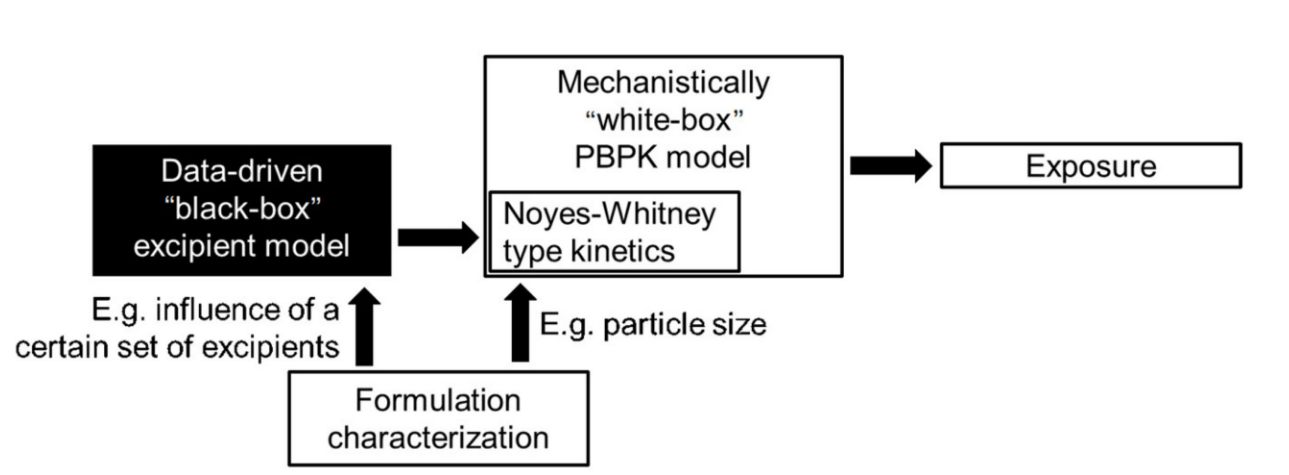 Mechanistically
“white-box”
PBPK model
Data-driven
“black-box”
excipient model
Exposure
Noyes-Whitney
type kinetics
E.g. influence of a
certain set of excipients
E.g. particle size
Formulation
characterization